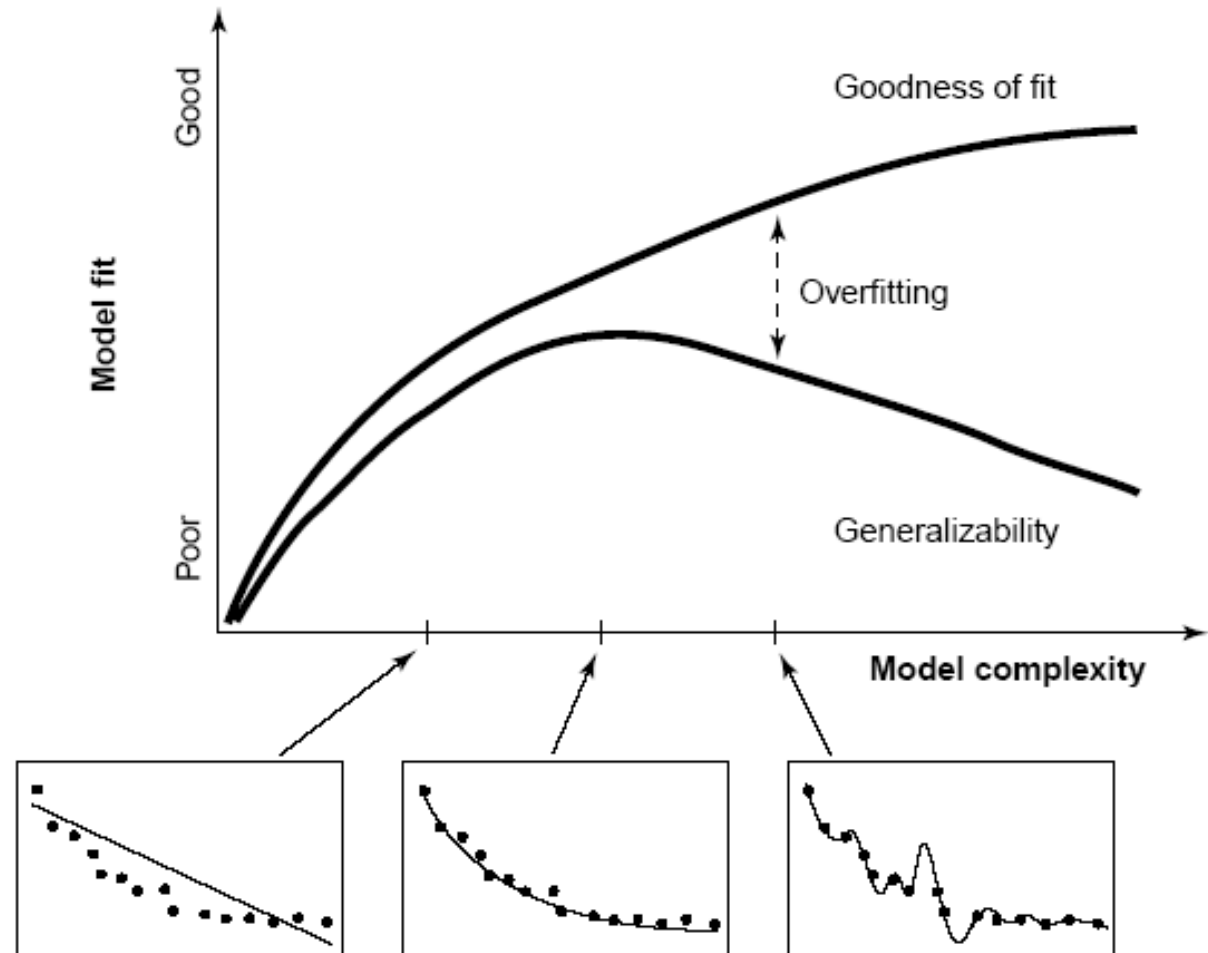 Good
Goodness of fit
Model fit
Overfitting
Poor
Generalizability
Model complexity